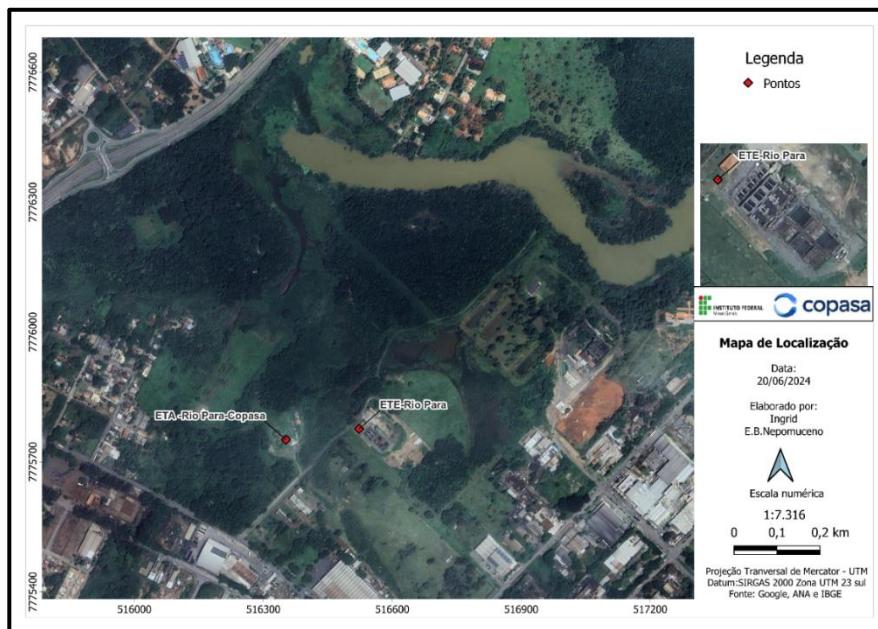 Legenda
Pontos
7776600
7776300
7776000
7775700
7775400
ETA -Rio Para-Copasa
ETE-Rio Para
516000
516300
516600
516900
517200
ETE-Rio Para
INSTITUTO FEDERAL
Minas Gerais
copasa
Mapa de Localização
Data:
20/06/2024
Elaborado por:
Ingrid
E.B.Nepomuceno
Escala numérica
1:7.316
0 0,1 0,2 km
Projeção Tranversal de Mercator - UTM
Datum:SIRGAS 2000 Zona UTM 23 sul
Fonte: Google, ANA e IBGE